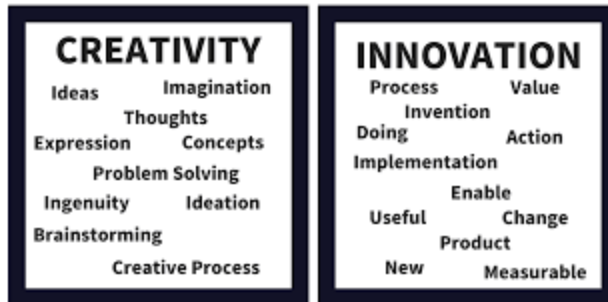 CREATIVITY
Ideas Imagination
Thoughts
Expression Concepts
Problem Solving
Ingenuity Ideation
Brainstorming
Creative Process
INNOVATION
Process Value
Invention
Doing Action
Implementation
Enable
Useful Change
Product
New Measurable